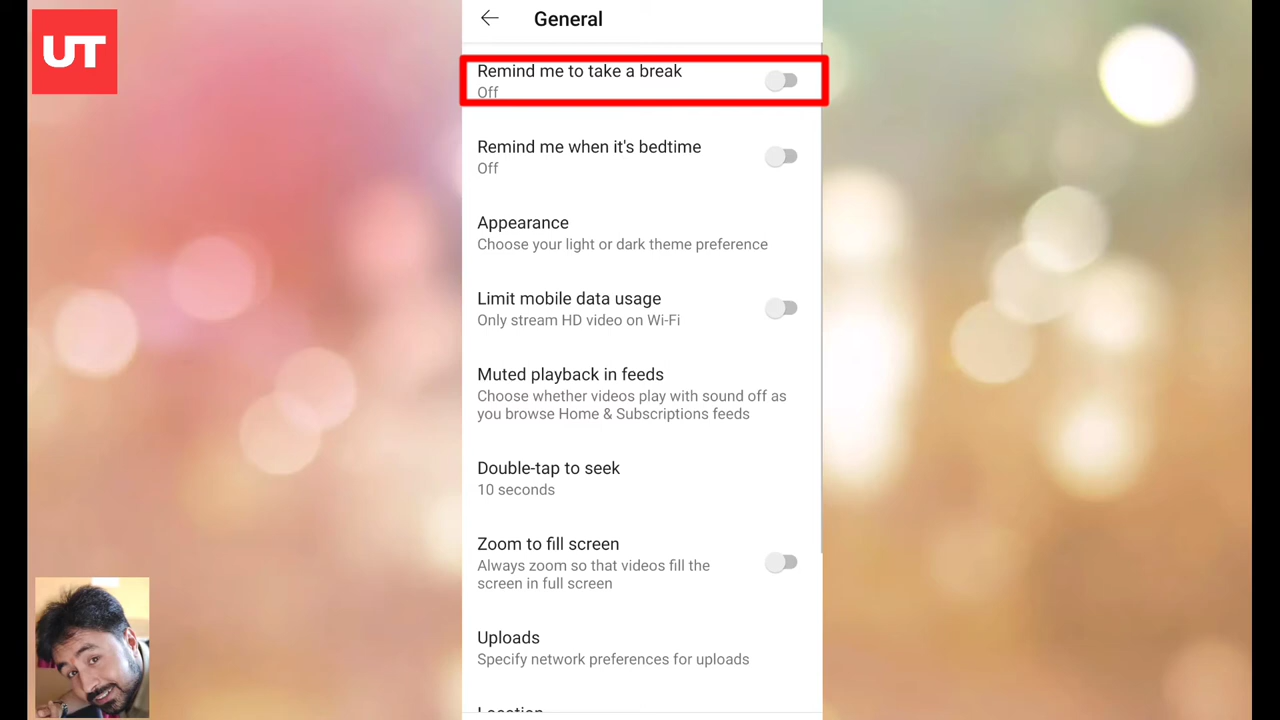 UT
General
Remind me to take a break
Off
Remind me when it's bedtime
Off
Appearance
Choose your light or dark theme preference
Limit mobile data usage
Only stream HD video on Wi-Fi
Muted playback in feeds
Choose whether videos play with sound off as
you browse Home & Subscriptions feeds
Double-tap to seek
10 seconds
Zoom to fill screen
Always zoom so that videos fill the
screen in full screen
Uploads
Specify network preferences for uploads
Location